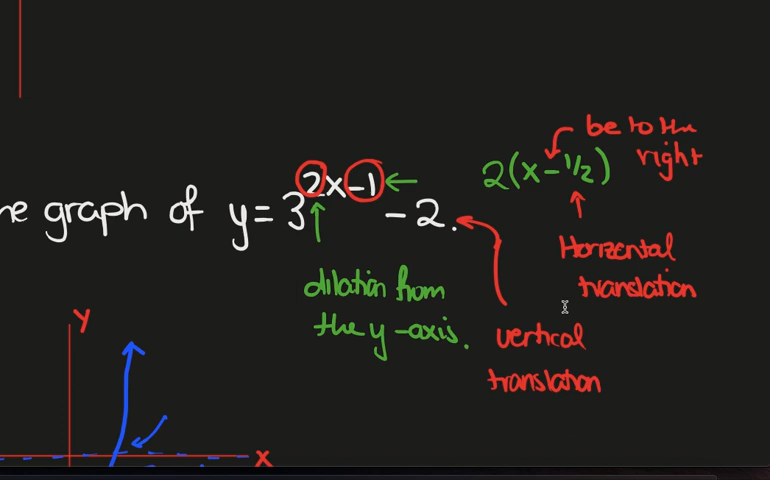 be to the
right
2(x-1/2)
he graph of y=3^{2x-1}-2.
Horizental
translation
dilation from
the y-axis.
vertical
translation
y
x